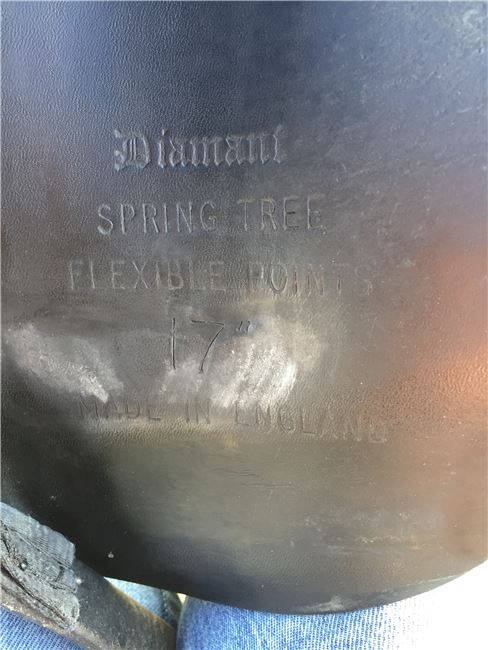 Diamant
SPRING TREE
FLEXIBLE POINTS
17"
MADE IN ENGLAND